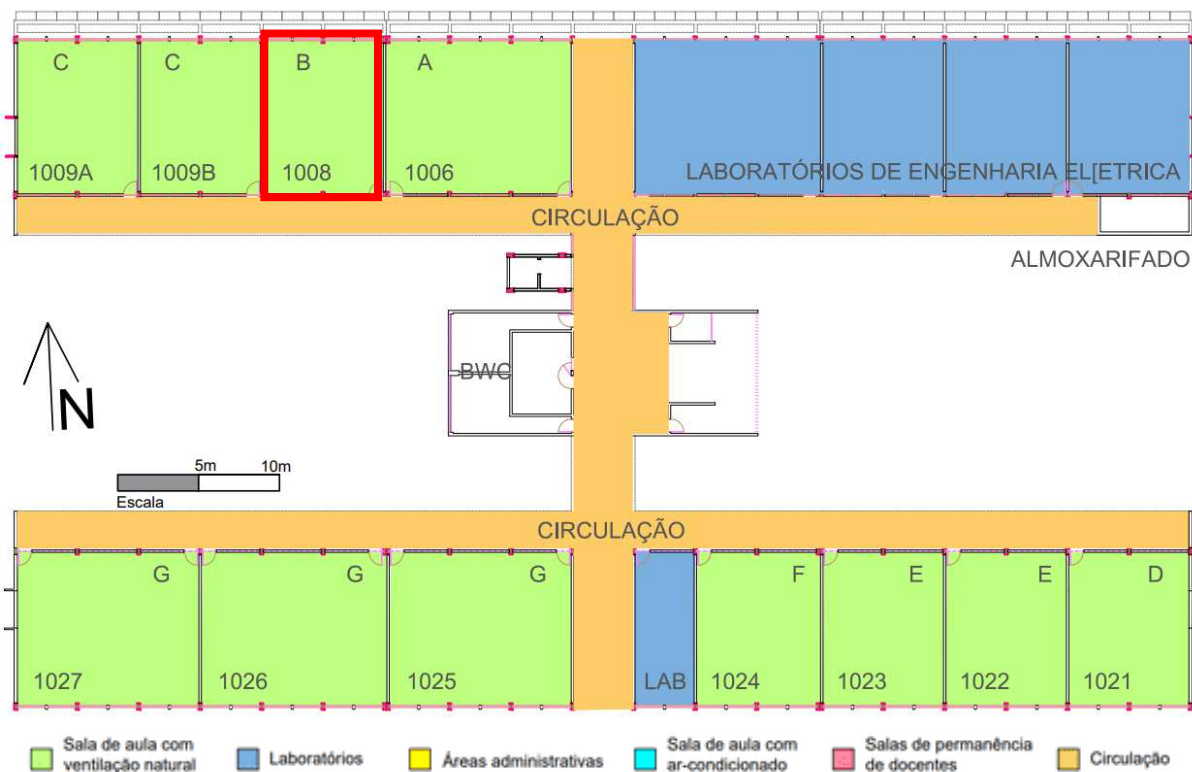 C
C
B
A
1009A
1009B
1008
1006
LABORATÓRIOS DE ENGENHARIA EL[ETRICA
CIRCULAÇÃO
ALMOXARIFADO
BWC
N
5m
10m
Escala
CIRCULAÇÃO
G
G
G
F
E
E
D
1027
1026
1025
LAB
1024
1023
1022
1021
Sala de aula com
ventilação natural
Laboratórios
Áreas administrativas
Sala de aula com
ar-condicionado
Salas de permanência
de docentes
Circulação